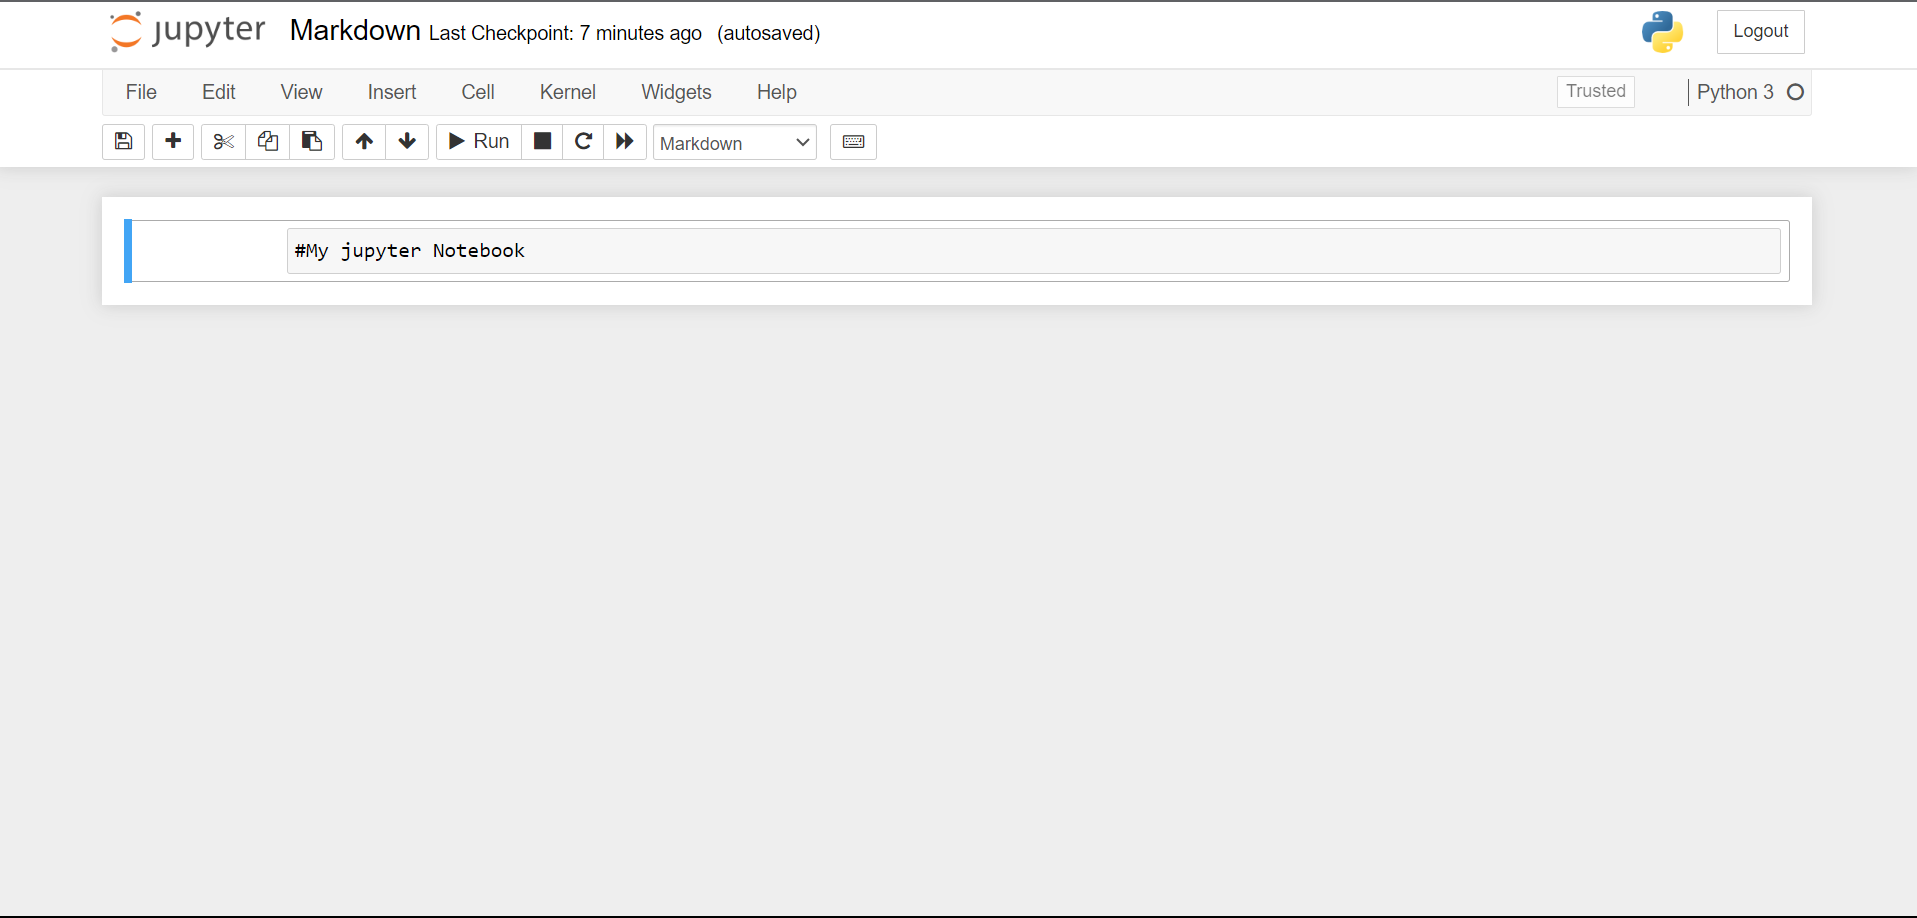 jupyter Markdown Last Checkpoint: 7 minutes ago (autosaved) Logout
File Edit View Insert Cell Kernel Widgets Help Trusted Python 3
Run Markdown
#My jupyter Notebook